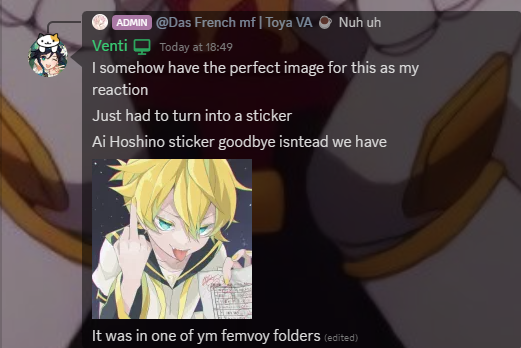 ADMIN @Das French mf | Toya VA ☕ Nuh uh
Venti Today at 18:49
I somehow have the perfect image for this as my
reaction
Just had to turn into a sticker
Ai Hoshino sticker goodbye isntead we have
It was in one of ym femvoy folders (edited)